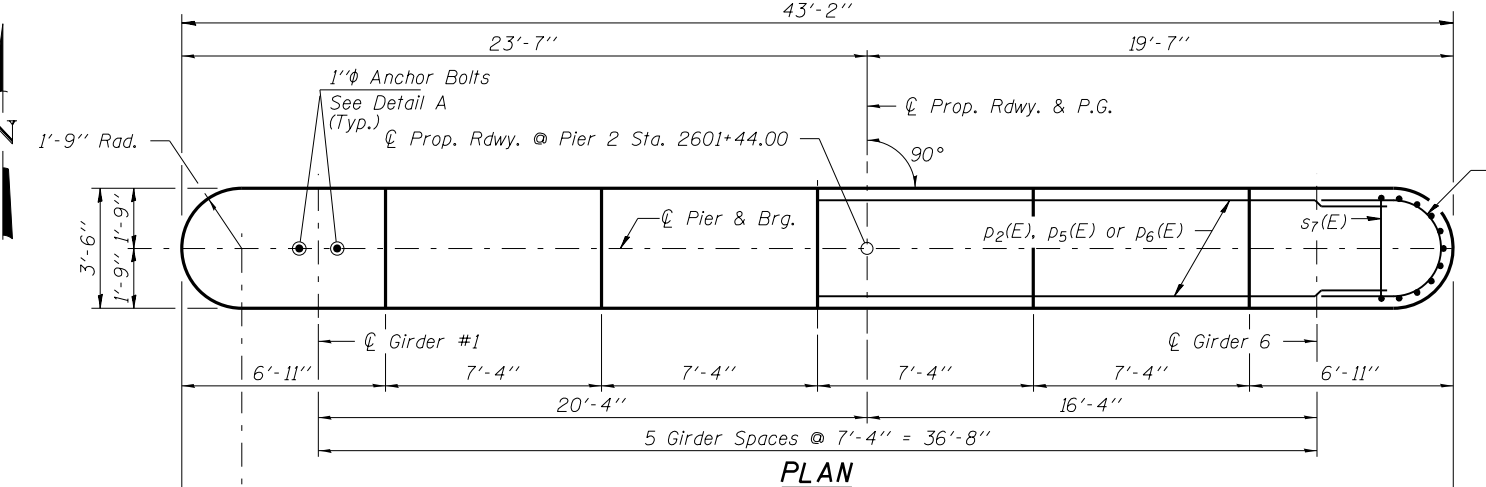 43'-2"
23'-7"
19'-7"
1"φ Anchor Bolts
See Detail A
(Typ.)
℄ Prop. Rdwy. & P.G.
℄ Prop. Rdwy. @ Pier 2 Sta. 2601+44.00
1'-9" Rad.
90°
N
3'-6"
1'-9"
1'-9"
℄ Pier & Brg.
p2(E), p5(E) or p6(E)
s7(E)
℄ Girder #1
℄ Girder 6
6'-11"
7'-4"
7'-4"
7'-4"
7'-4"
6'-11"
20'-4"
16'-4"
5 Girder Spaces @ 7'-4" = 36'-8"
PLAN